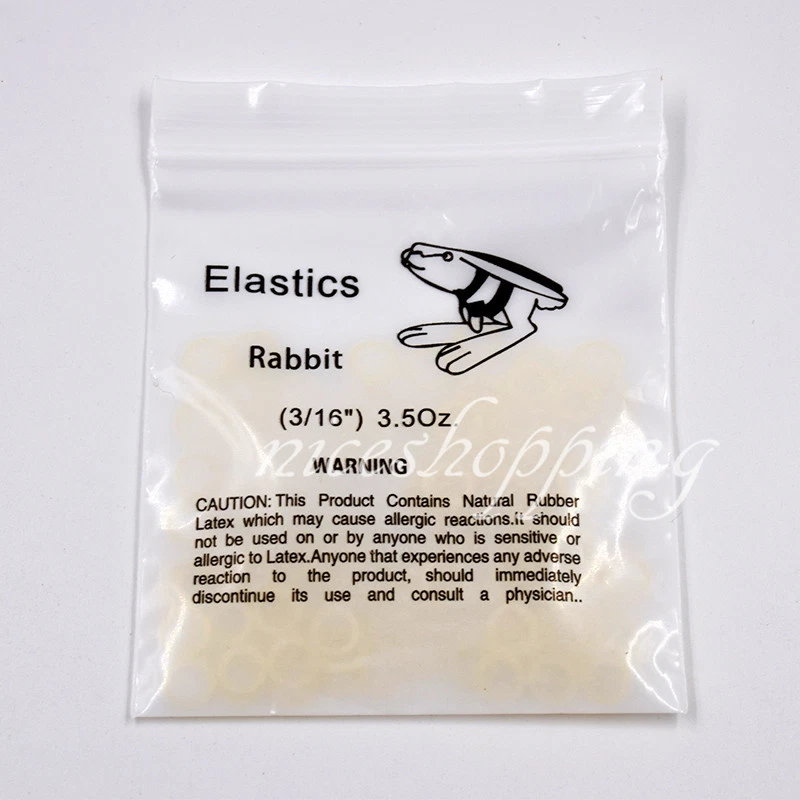 Elastics
Rabbit
(3/16") 3.5Oz.
niceshopping
WARNING
CAUTION: This Product Contains Natural Rubber
Latex which may cause allergic reactions.It should
not be used on or by anyone who is sensitive or
allergic to Latex.Anyone that experiences any adverse
reaction to the product, should immediately
discontinue its use and consult a physician..